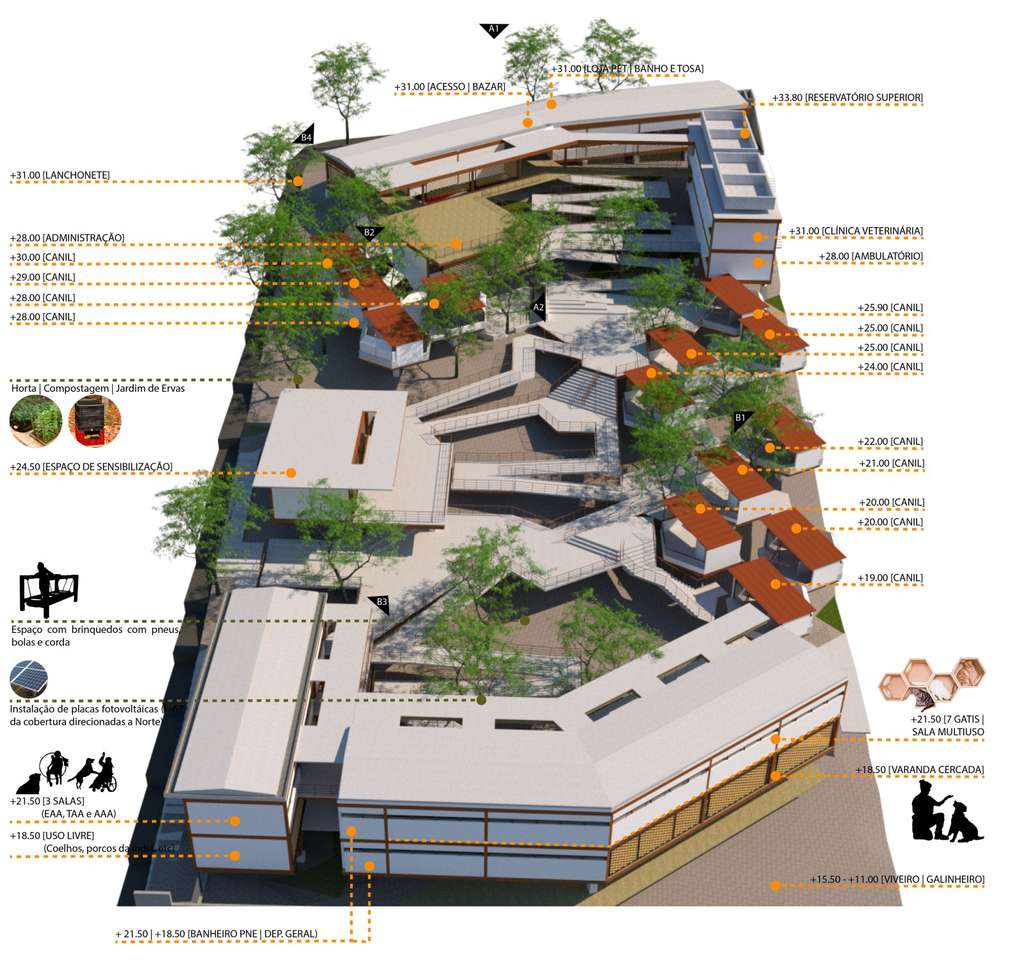 A1
+31.00 [LOJA PET | BANHO E TOSA]
+31.00 [ACESSO | BAZAR]
+33.80 [RESERVATÓRIO SUPERIOR]
B4
+31.00 [LANCHONETE]
B2
+31.00 [CLÍNICA VETERINÁRIA]
+28.00 [ADMINISTRAÇÃO]
+30.00 [CANIL]
+28.00 [AMBULATÓRIO]
+29.00 [CANIL]
+28.00 [CANIL]
+28.00 [CANIL]
A2
+25.90 [CANIL]
+25.00 [CANIL]
+25.00 [CANIL]
+24.00 [CANIL]
Horta | Compostagem | Jardim de Ervas
B1
+22.00 [CANIL]
+21.00 [CANIL]
+24.50 [ESPAÇO DE SENSIBILIZAÇÃO]
+20.00 [CANIL]
+20.00 [CANIL]
+19.00 [CANIL]
B3
Espaço com brinquedos com pneus,
bolas e corda
Instalação de placas fotovoltáicas
da cobertura direcionadas a Norte)
+21.50 [7 GATIS |
SALA MULTIUSO
+18.50 [VARANDA CERCADA]
+21.50 [3 SALAS]
(EAA, TAA e AAA)
+18.50 [USO LIVRE]
(Coelhos, porcos da índia, etc)
+15.50 - +11.00 [VIVEIRO | GALINHEIRO]
+ 21.50 | +18.50 [BANHEIRO PNE | DEP. GERAL)